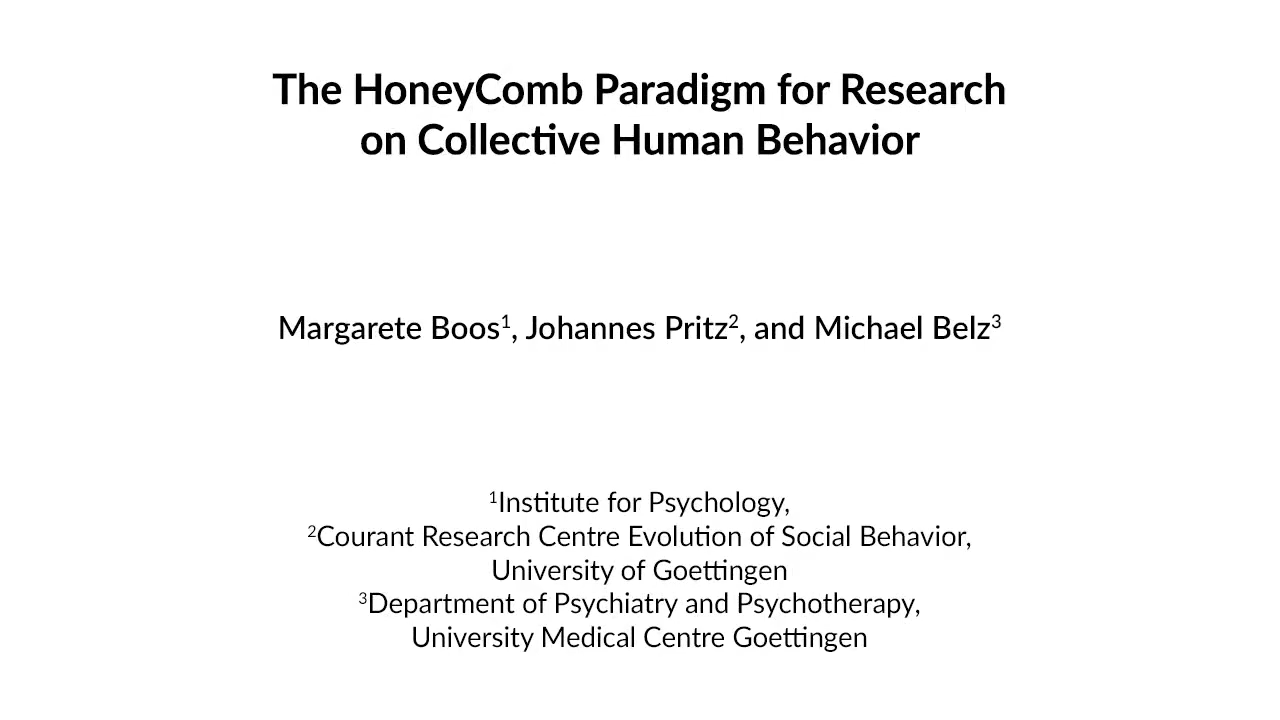 The HoneyComb Paradigm for Research
on Collective Human Behavior
Margarete Boos¹, Johannes Pritz², and Michael Belz³
¹Institute for Psychology,
²Courant Research Centre Evolution of Social Behavior,
University of Goettingen
³Department of Psychiatry and Psychotherapy,
University Medical Centre Goettingen